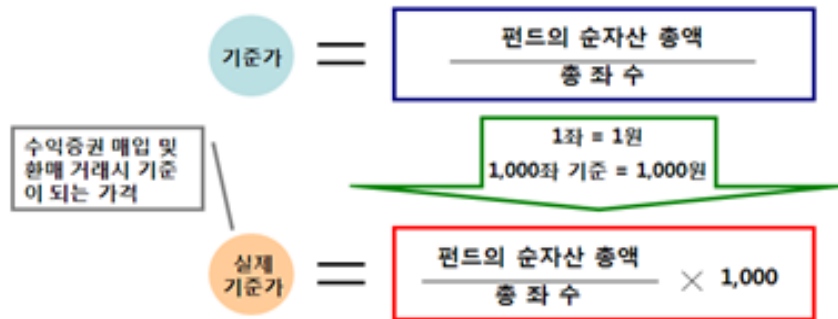 기준가
=
펀드의 순자산 총액
총 좌 수
1좌 = 1원
1,000좌 기준 = 1,000원
수익증권 매입 및
환매 거래시 기준
이 되는 가격
실제
기준가
=
펀드의 순자산 총액
총 좌 수
× 1,000